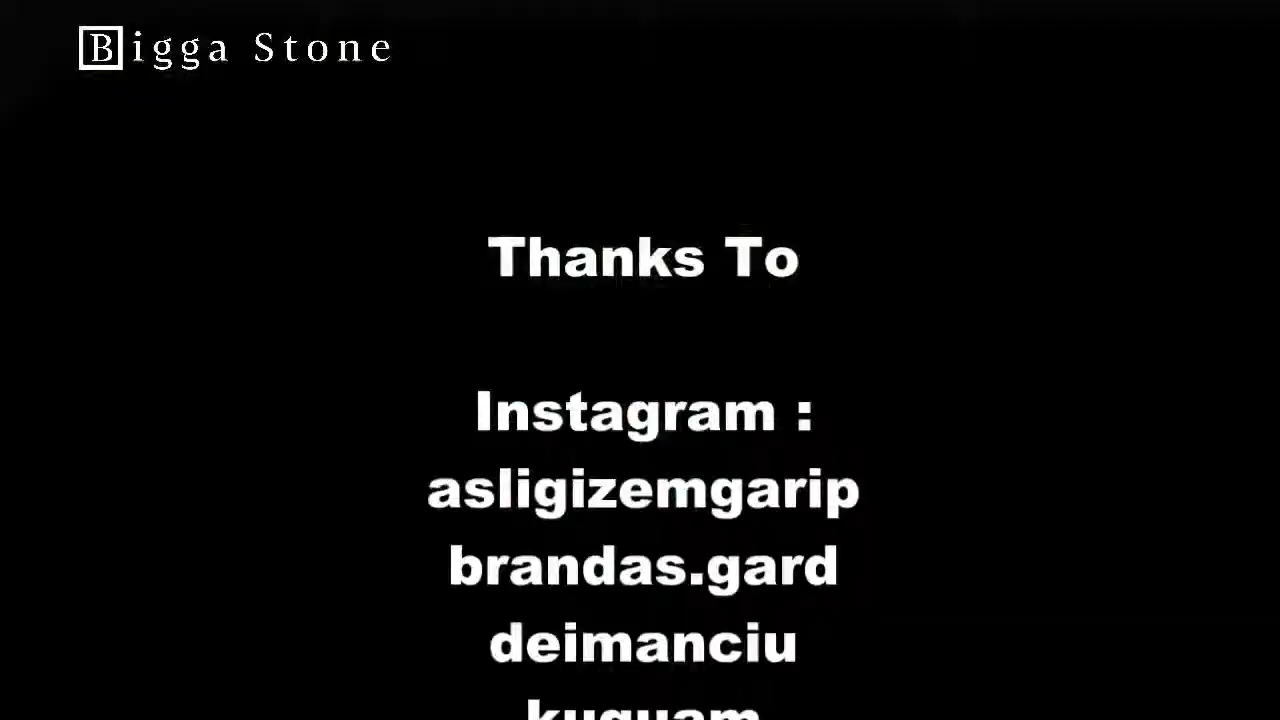 Bigga Stone
Thanks To
Instagram :
asligizemgarip
brandas.gard
deimanciu